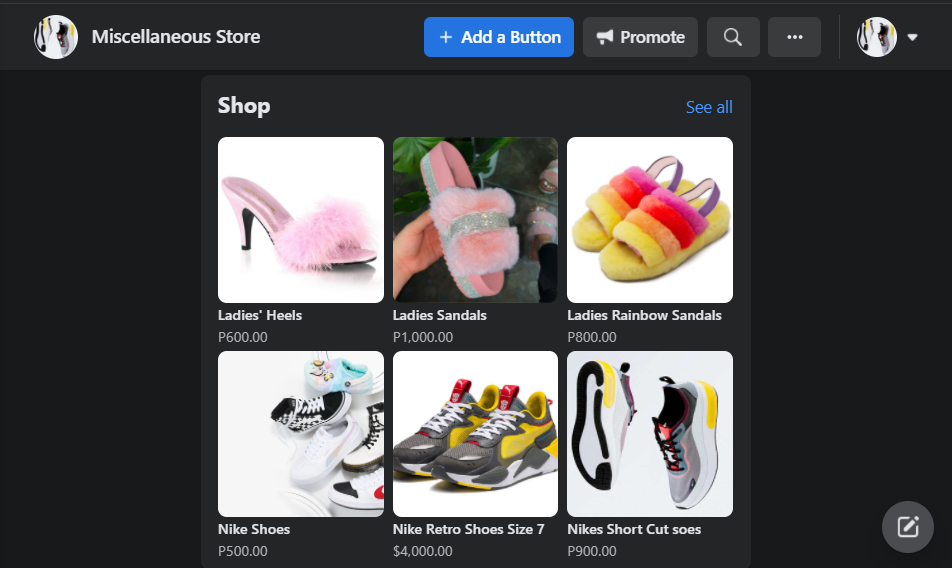 Miscellaneous Store
+ Add a Button
Promote
Shop
See all
Ladies' Heels
P600.00
Ladies Sandals
P1,000.00
Ladies Rainbow Sandals
P800.00
Nike Shoes
P500.00
Nike Retro Shoes Size 7
$4,000.00
Nikes Short Cut soes
P900.00